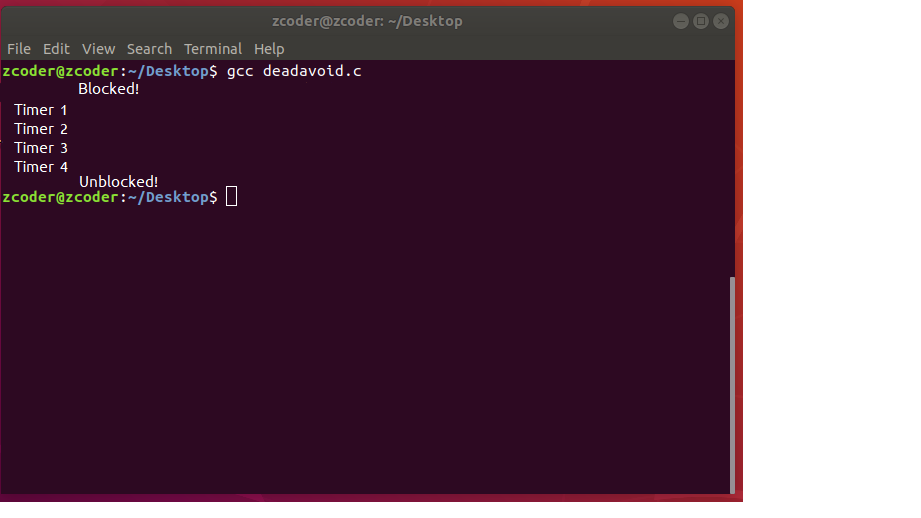 zcoder@zcoder: ~/Desktop
File Edit View Search Terminal Help
zcoder@zcoder:~/Desktop$ gcc deadavoid.c
Blocked!
Timer 1
Timer 2
Timer 3
Timer 4
Unblocked!
zcoder@zcoder:~/Desktop$